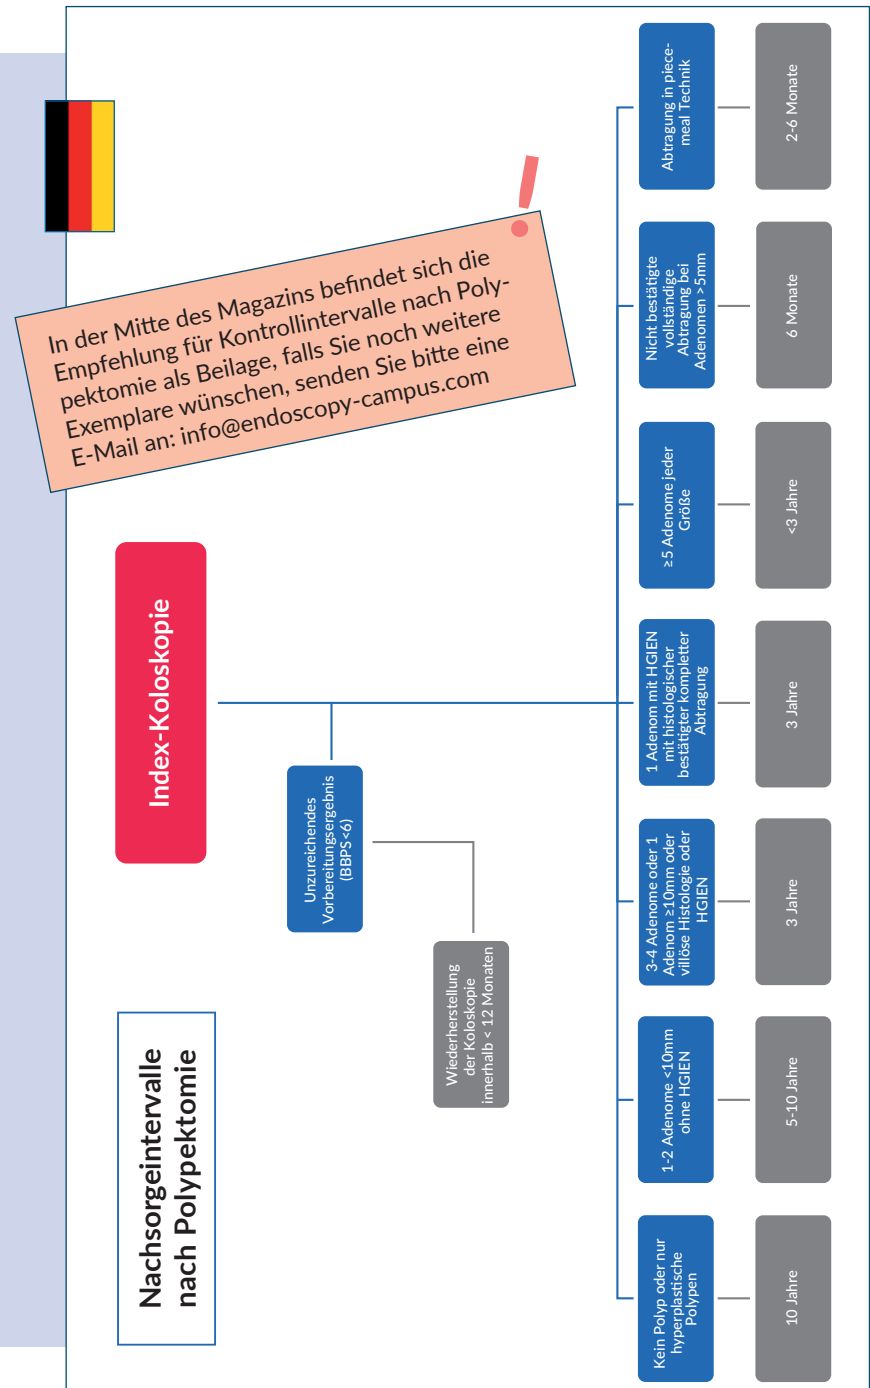 Nachsorgeintervalle
nach Polypektomie
Index-Koloskopie
In der Mitte des Magazins befindet sich die
Empfehlung für Kontrollintervalle nach Poly-
pektomie als Beilage, falls Sie noch weitere
Exemplare wünschen, senden Sie bitte eine
E-Mail an: info@endoscopy-campus.com
!
Unzureichendes
Vorbereitungsergebnis
(BBPS <6)
Wiederherstellung
der Koloskopie
innerhalb < 12 Monaten
Kein Polyp oder nur
hyperplastische
Polypen
10 Jahre
1-2 Adenome <10mm
ohne HGIEN
5-10 Jahre
3-4 Adenome oder 1
Adenom ≥10mm oder
villöse Histologie oder
HGIEN
3 Jahre
1 Adenom mit HGIEN
mit histologischer
bestätigter kompletter
Abtragung
3 Jahre
≥5 Adenome jeder
Größe
<3 Jahre
Nicht bestätigte
vollständige
Abtragung bei
Adenomen >5mm
6 Monate
Abtragung in piece-
meal Technik
2-6 Monate